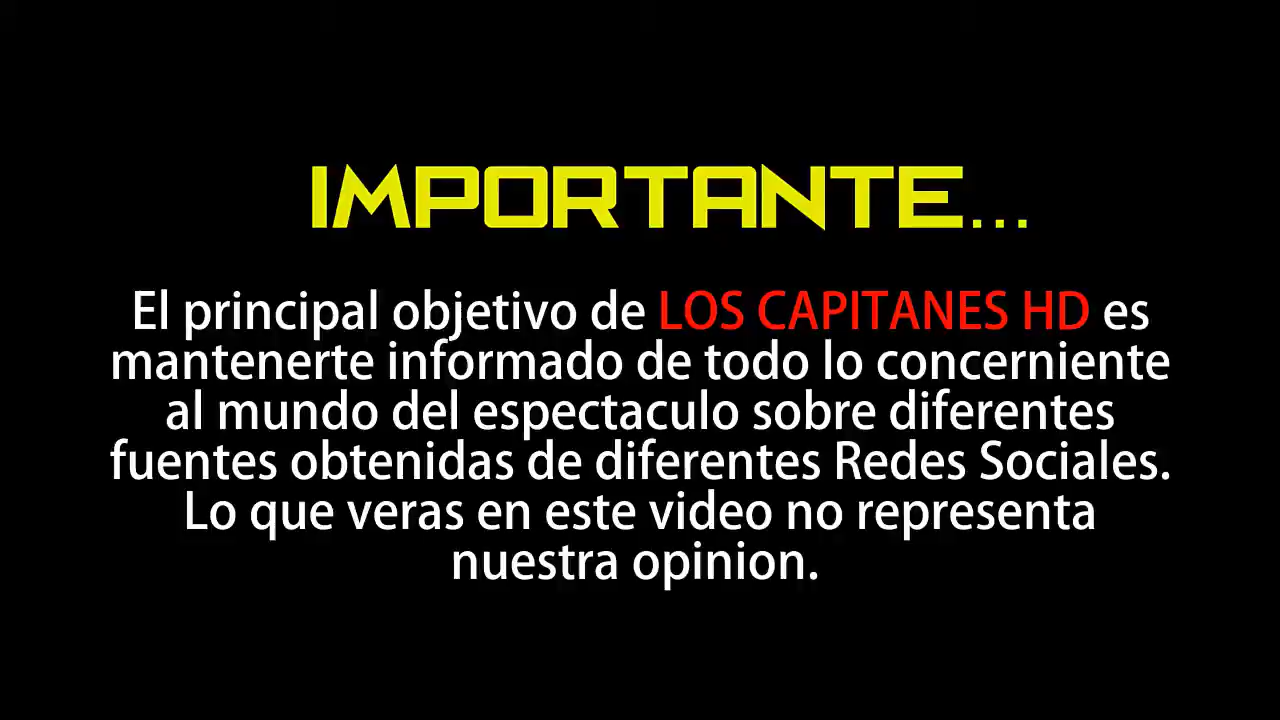 IMPORTANTE...
El principal objetivo de LOS CAPITANES HD es
mantenerte informado de todo lo concerniente
al mundo del espectaculo sobre diferentes
fuentes obtenidas de diferentes Redes Sociales.
Lo que veras en este video no representa
nuestra opinion.